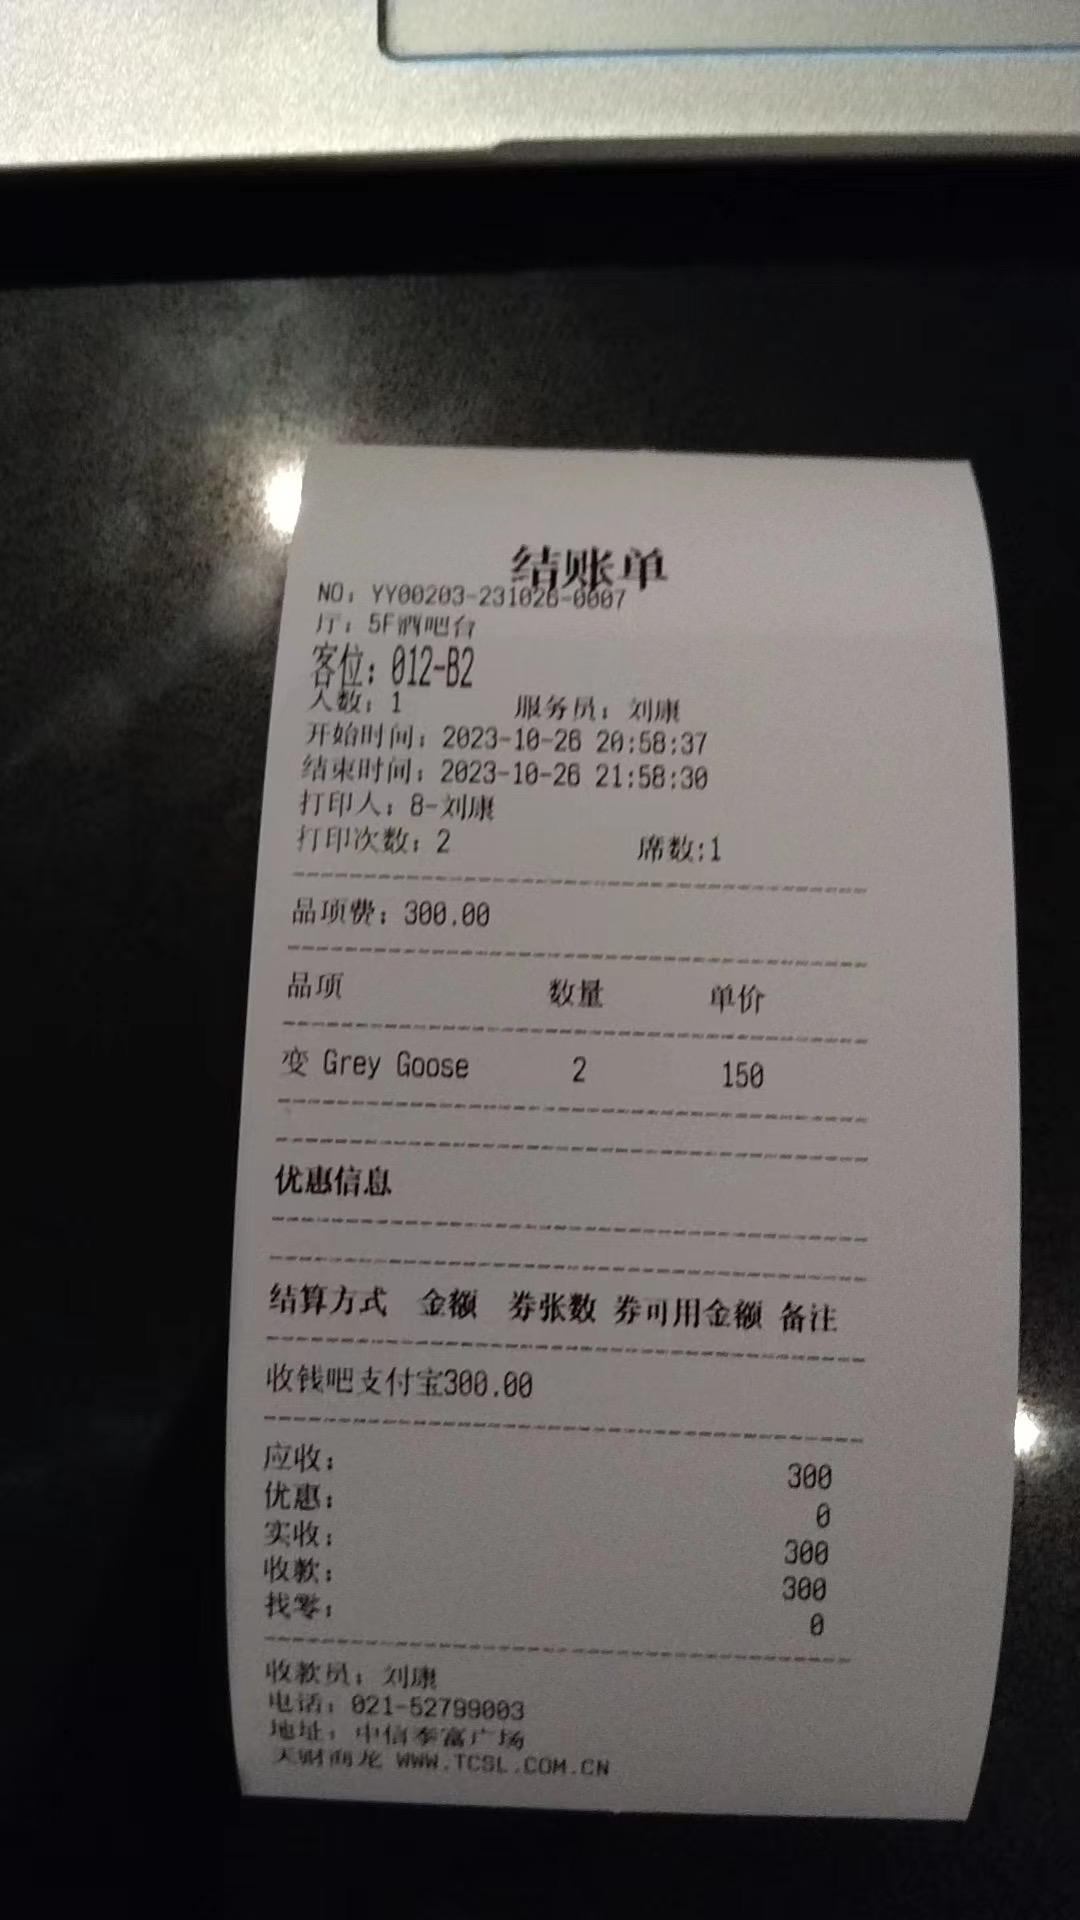 结账单
NO：YY00203-231026-0007
厅：5F酒吧台
客位：012-B2
人数：1 服务员：刘康
开始时间：2023-10-26 20:58:37
结束时间：2023-10-26 21:58:30
打印人：8-刘康
打印次数：2 席数:1
品项费：300.00
品项 数量 单价
变 Grey Goose 2 150
优惠信息
结算方式 金额 券张数 券可用金额 备注
收钱吧支付宝300.00
应收： 300
优惠： 0
实收： 300
收款： 300
找零： 0
收款员：刘康
电话：021-52799003
地址：中信泰富广场
天财商龙 WWW.TCSL.COM.CN